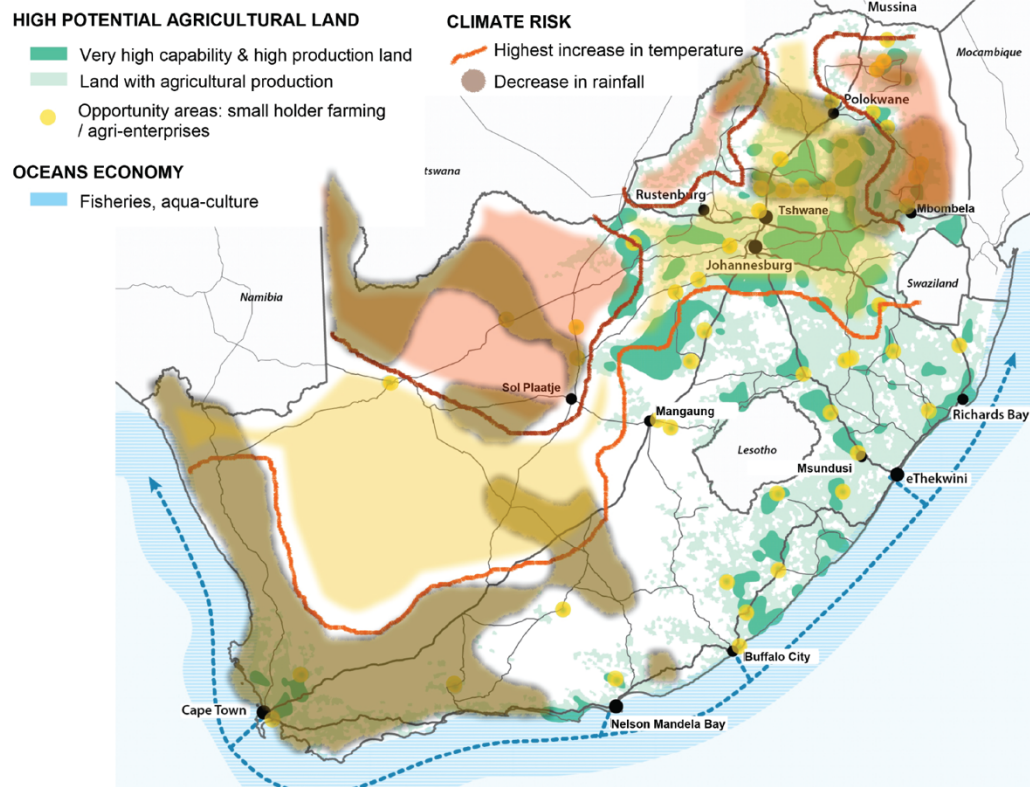 HIGH POTENTIAL AGRICULTURAL LAND
Very high capability & high production land
Land with agricultural production
Opportunity areas: small holder farming
/ agri-enterprises
OCEANS ECONOMY
Fisheries, aqua-culture
CLIMATE RISK
Highest increase in temperature
Decrease in rainfall
Mussina
Mocambique
Polokwane
tswana
Rustenburg
Tshwane
Mbombela
Johannesburg
Swaziland
Namibia
Sol Plaatje
Mangaung
Richards Bay
Lesotho
Msundusi
eThekwini
Buffalo City
Cape Town
Nelson Mandela Bay